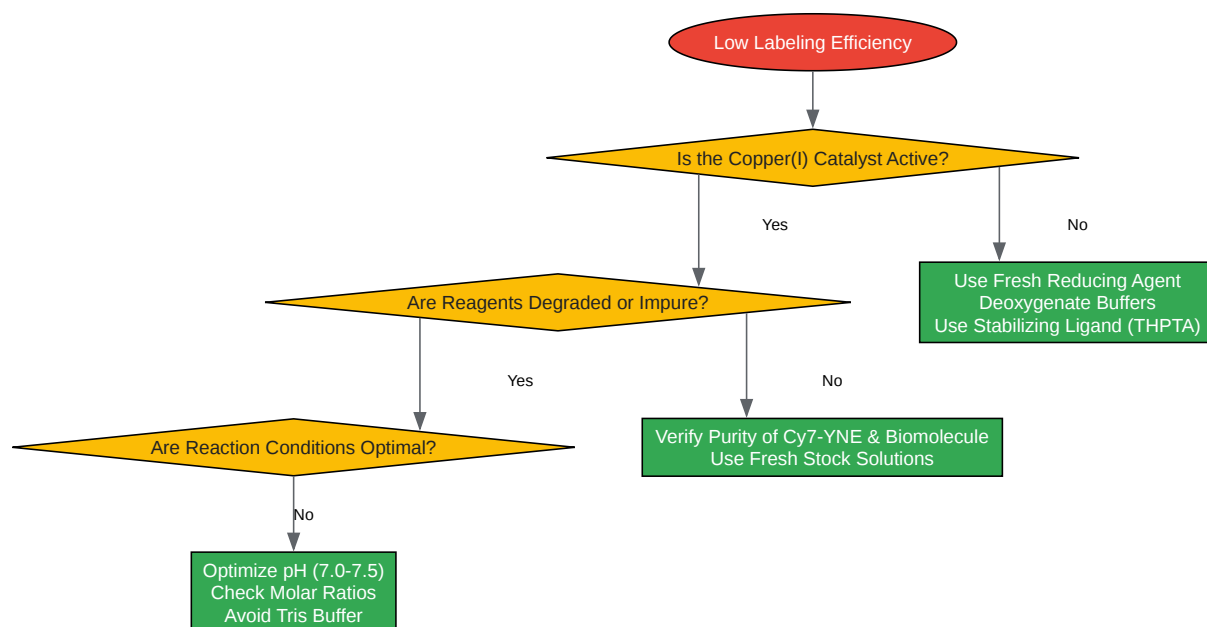 Low Labeling Efficiency
Is the Copper(I) Catalyst Active?
Yes
No
Use Fresh Reducing Agent
Deoxygenate Buffers
Use Stabilizing Ligand (THPTA)
Are Reagents Degraded or Impure?
Yes
No
Verify Purity of Cy7-YNE & Biomolecule
Use Fresh Stock Solutions
Are Reaction Conditions Optimal?
No
Optimize pH (7.0-7.5)
Check Molar Ratios
Avoid Tris Buffer